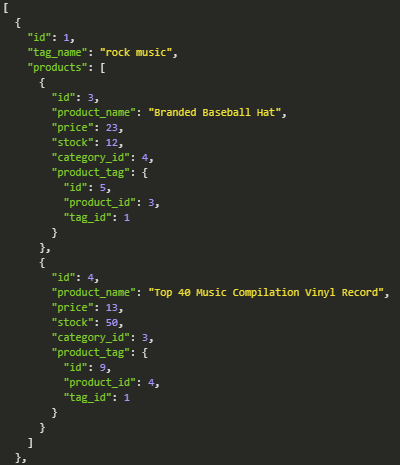 [
  {
    "id": 1,
    "tag_name": "rock music",
    "products": [
      {
        "id": 3,
        "product_name": "Branded Baseball Hat",
        "price": 23,
        "stock": 12,
        "category_id": 4,
        "product_tag": {
          "id": 5,
          "product_id": 3,
          "tag_id": 1
        }
      },
      {
        "id": 4,
        "product_name": "Top 40 Music Compilation Vinyl Record",
        "price": 13,
        "stock": 50,
        "category_id": 3,
        "product_tag": {
          "id": 9,
          "product_id": 4,
          "tag_id": 1
        }
      }
    ]
  },